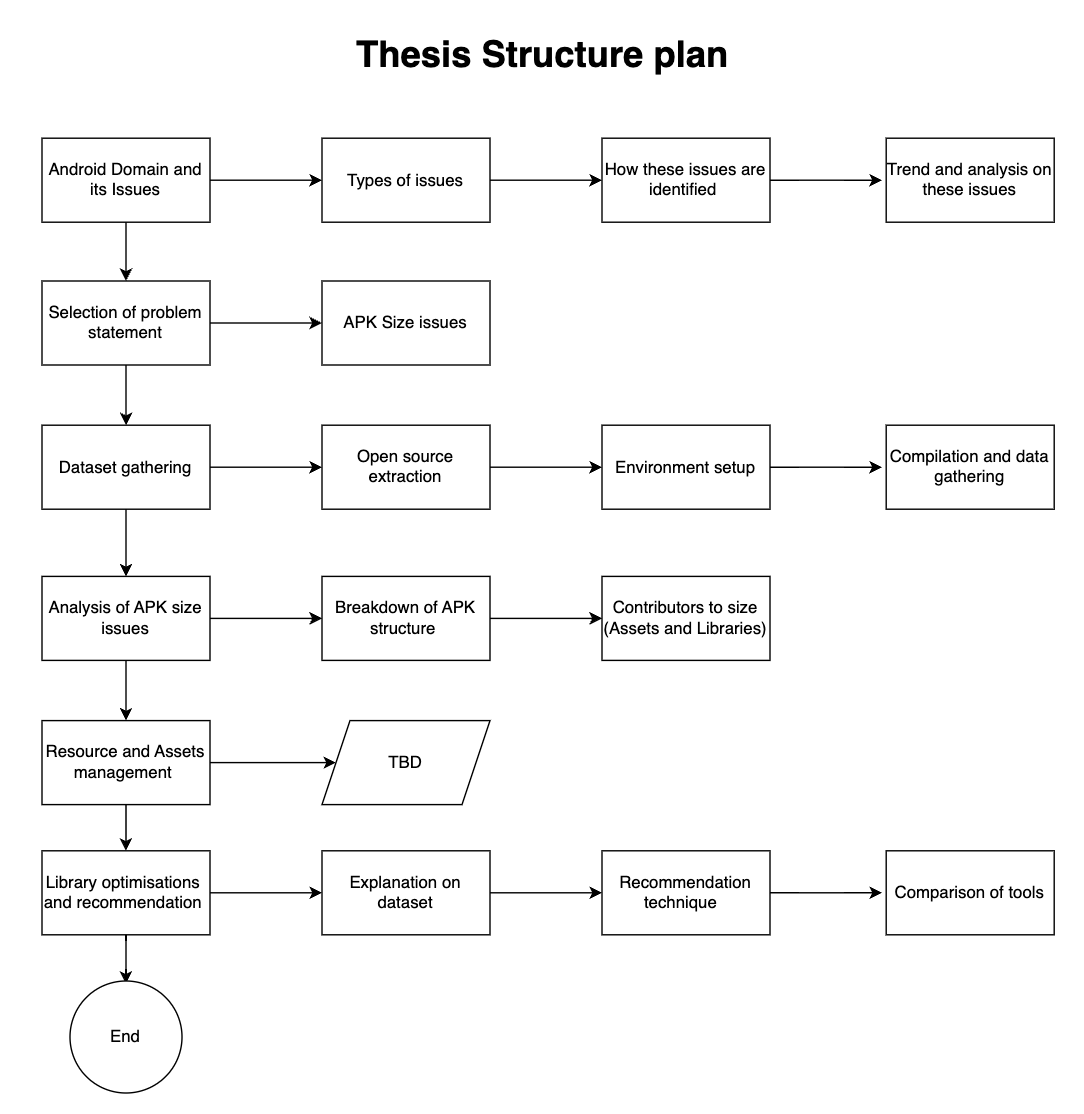 Thesis Structure plan
Android Domain and
its Issues
Types of issues
How these issues are
identified
Trend and analysis on
these issues
Selection of problem
statement
APK Size issues
Dataset gathering
Open source
extraction
Environment setup
Compilation and data
gathering
Analysis of APK size
issues
Breakdown of APK
structure
Contributors to size
(Assets and Libraries)
Resource and Assets
management
TBD
Library optimisations
and recommendation
Explanation on
dataset
Recommendation
technique
Comparison of tools
End